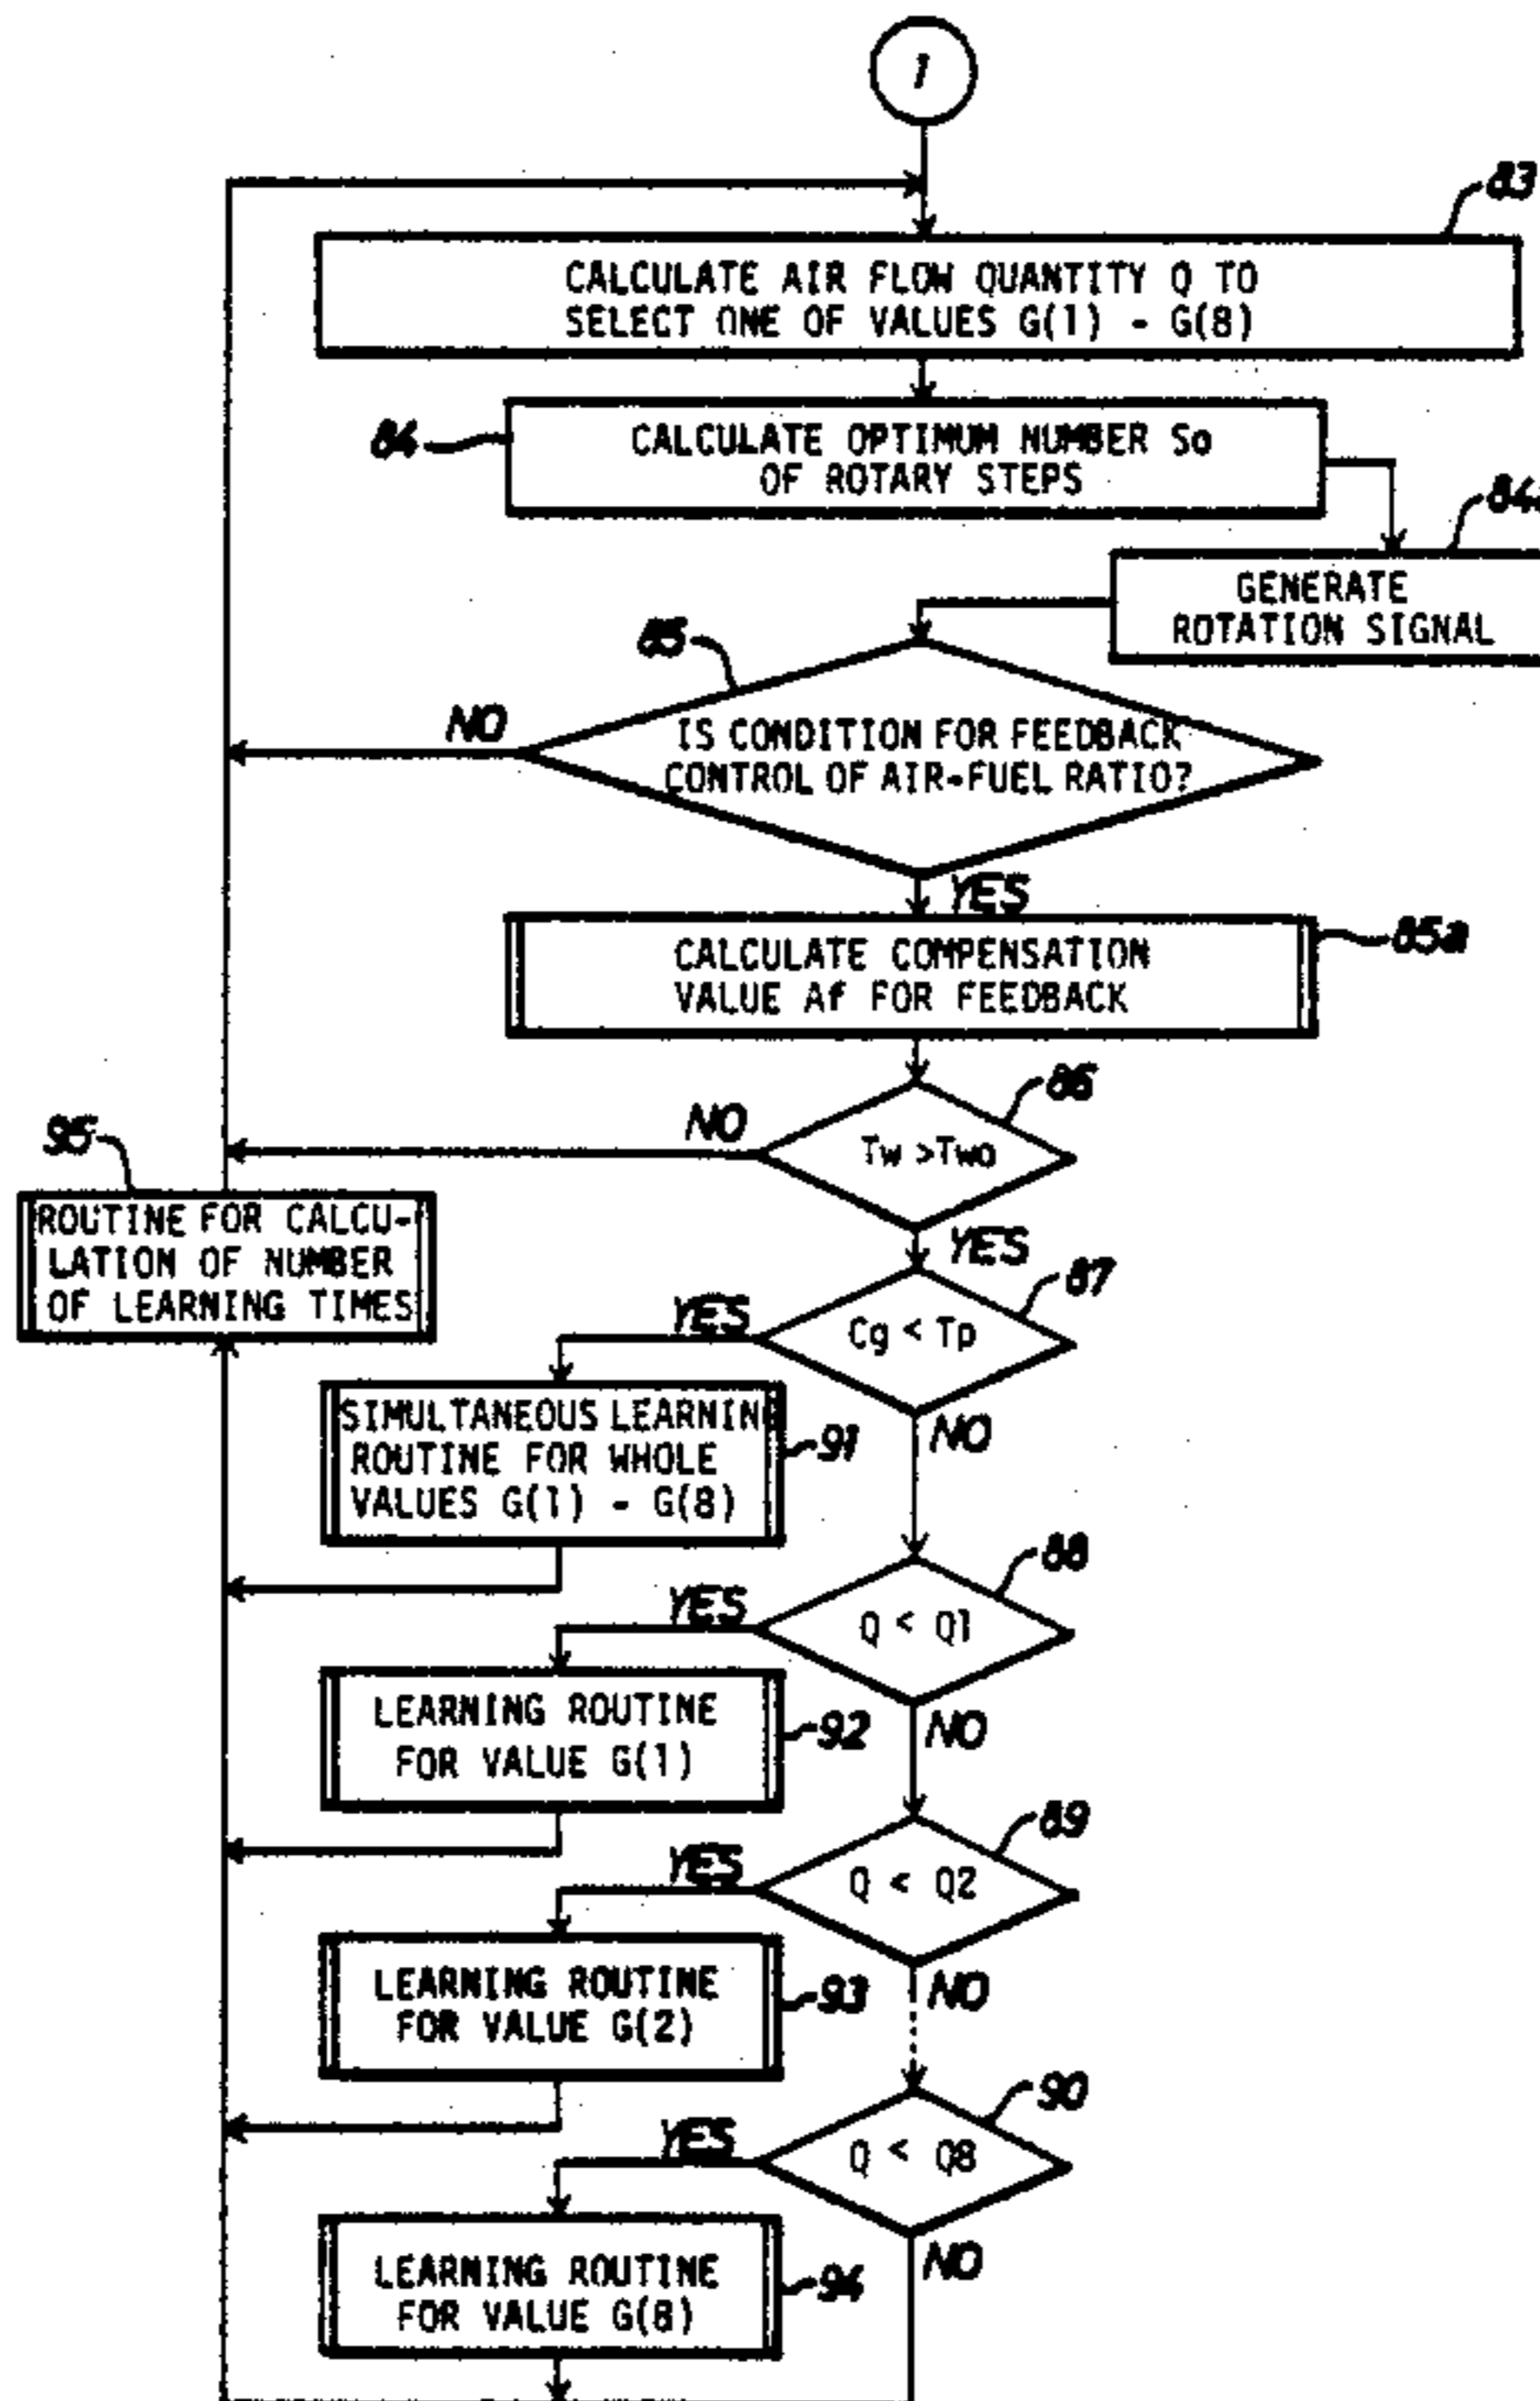 1
83
CALCULATE AIR FLOW QUANTITY Q TO
SELECT ONE OF VALUES G(1) - G(8)
84
CALCULATE OPTIMUM NUMBER So
OF ROTARY STEPS
84a
GENERATE
ROTATION SIGNAL
85
NO
IS CONDITION FOR FEEDBACK
CONTROL OF AIR-FUEL RATIO?
YES
CALCULATE COMPENSATION
VALUE Af FOR FEEDBACK
85a
86
NO
Tw >Two
95
YES
ROUTINE FOR CALCU-
LATION OF NUMBER
OF LEARNING TIMES
87
YES
Cg < Tp
NO
SIMULTANEOUS LEARNING
ROUTINE FOR WHOLE
VALUES G(1) - G(8)
91
88
YES
Q < Q1
NO
LEARNING ROUTINE
FOR VALUE G(1)
92
89
YES
Q < Q2
NO
LEARNING ROUTINE
FOR VALUE G(2)
93
90
YES
Q < Q8
NO
LEARNING ROUTINE
FOR VALUE G(8)
94